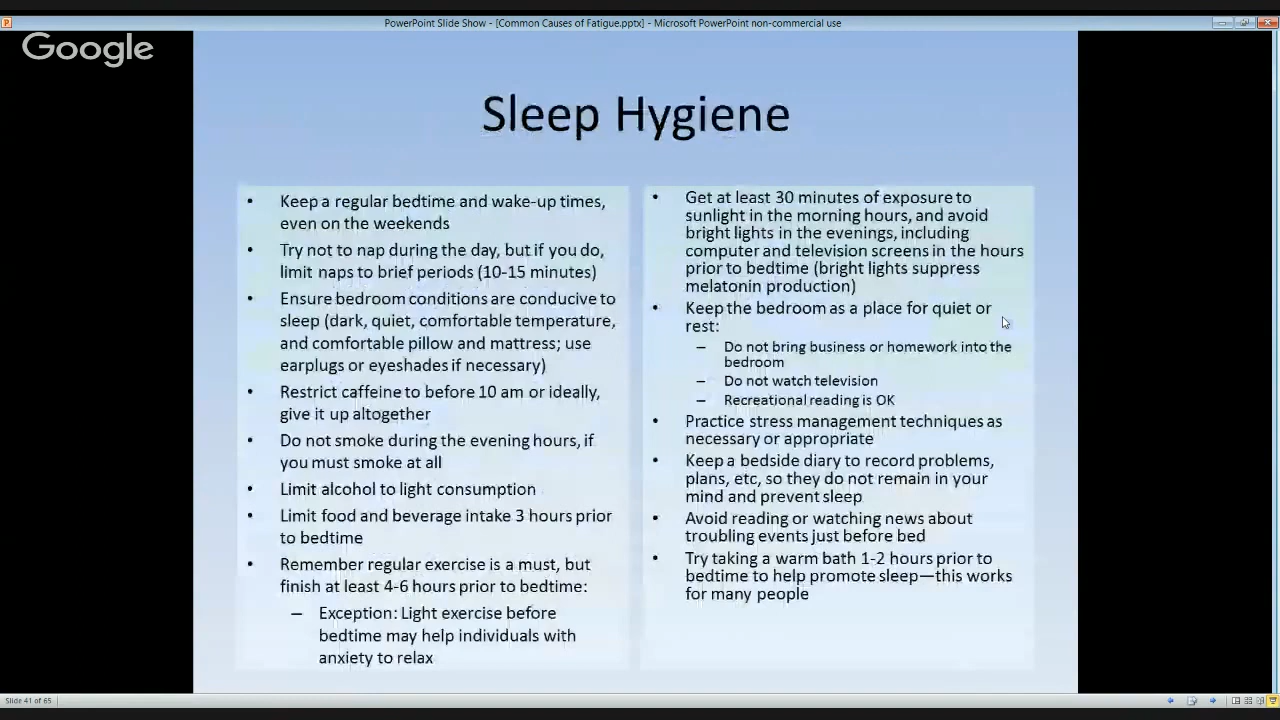 PowerPoint Slide Show - [Common Causes of Fatigue.pptx] - Microsoft PowerPoint non-commercial use
Google
Sleep Hygiene
• Keep a regular bedtime and wake-up times,
even on the weekends
• Try not to nap during the day, but if you do,
limit naps to brief periods (10-15 minutes)
• Ensure bedroom conditions are conducive to
sleep (dark, quiet, comfortable temperature,
and comfortable pillow and mattress; use
earplugs or eyeshades if necessary)
• Restrict caffeine to before 10 am or ideally,
give it up altogether
• Do not smoke during the evening hours, if
you must smoke at all
• Limit alcohol to light consumption
• Limit food and beverage intake 3 hours prior
to bedtime
• Remember regular exercise is a must, but
finish at least 4-6 hours prior to bedtime:
– Exception: Light exercise before
bedtime may help individuals with
anxiety to relax
• Get at least 30 minutes of exposure to
sunlight in the morning hours, and avoid
bright lights in the evenings, including
computer and television screens in the hours
prior to bedtime (bright lights suppress
melatonin production)
• Keep the bedroom as a place for quiet or
rest:
– Do not bring business or homework into the
bedroom
– Do not watch television
– Recreational reading is OK
• Practice stress management techniques as
necessary or appropriate
• Keep a bedside diary to record problems,
plans, etc, so they do not remain in your
mind and prevent sleep
• Avoid reading or watching news about
troubling events just before bed
• Try taking a warm bath 1-2 hours prior to
bedtime to help promote sleep—this works
for many people
Slide 41 of 65